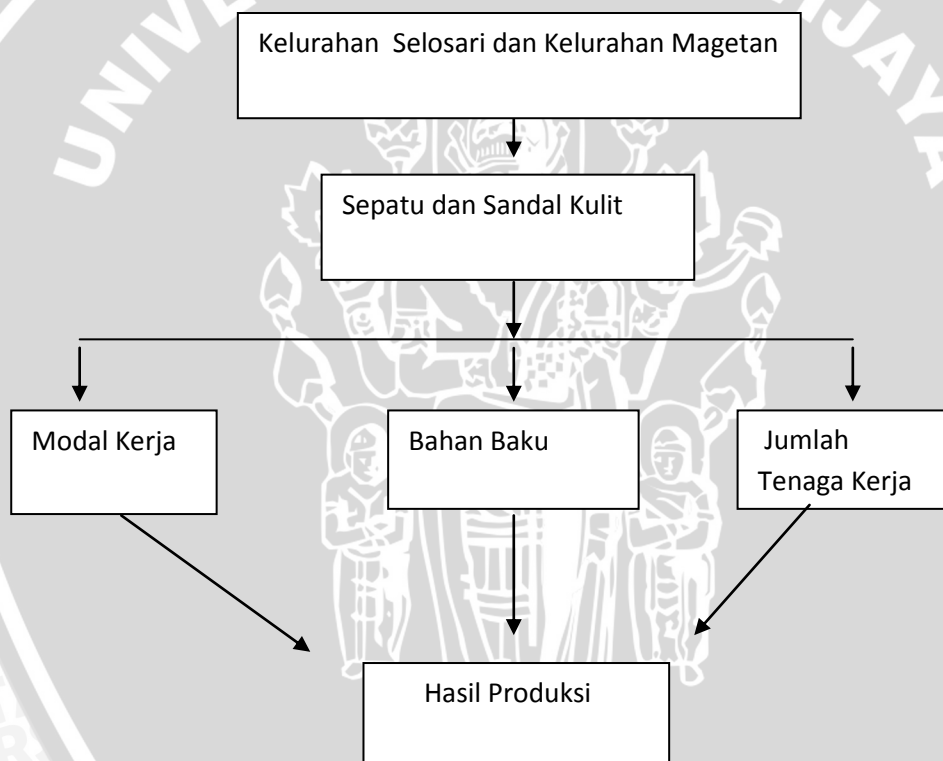 Kelurahan Selosari dan Kelurahan Magetan
Sepatu dan Sandal Kulit
Modal Kerja
Bahan Baku
Jumlah
Tenaga Kerja
Hasil Produksi